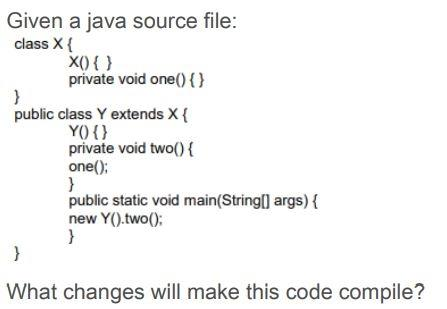 Given a java source file:
class X {
X() { }
private void one() { }
}
public class Y extends X {
Y() { }
private void two() {
one();
}
public static void main(String[] args) {
new Y().two();
}
}
What changes will make this code compile?